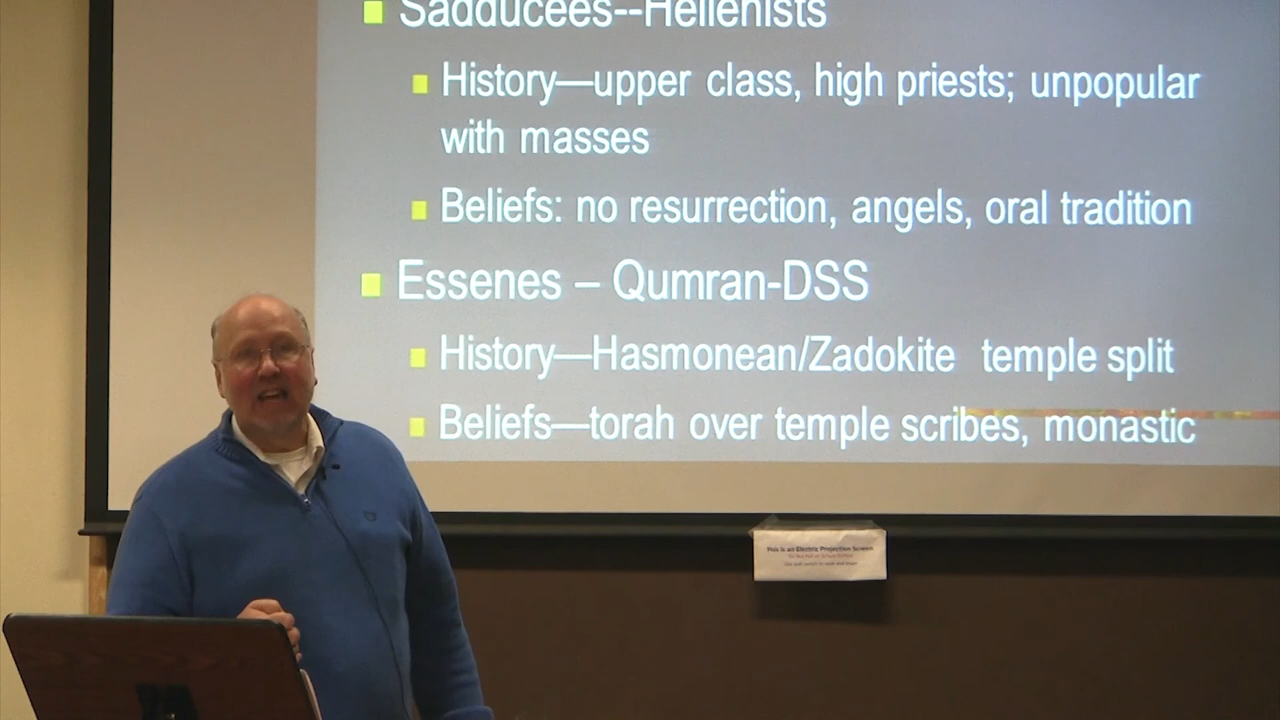 Sadducees--Hellenists
History—upper class, high priests; unpopular
with masses
Beliefs: no resurrection, angels, oral tradition
Essenes – Qumran-DSS
History—Hasmonean/Zadokite temple split
Beliefs—torah over temple scribes, monastic
This is an Electric Projection Screen